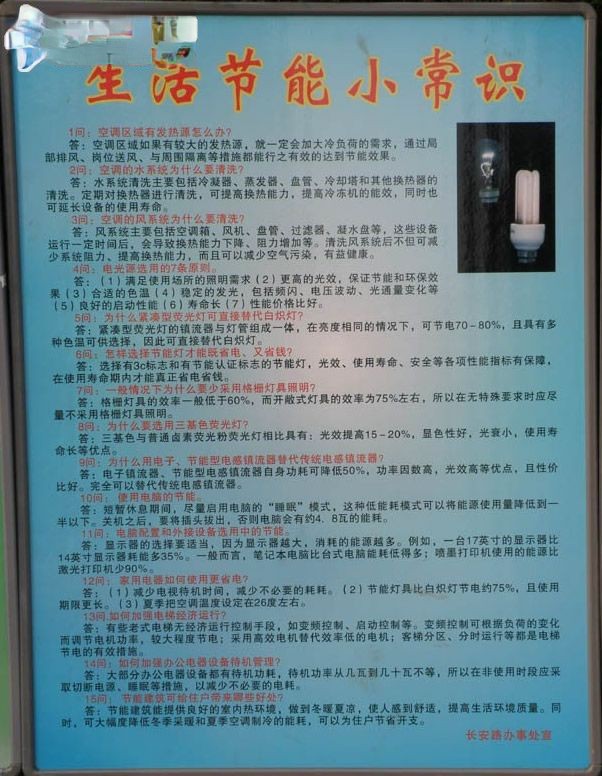 生活节能小常识
1问：空调区域有发热源怎么办？
答：空调区域如果有较大的发热源，就一定会加大冷负荷的需求，通过局
部排风、岗位送风、与周围隔离等措施都能行之有效的达到节能效果。
2问：空调的水系统为什么要清洗？
答：水系统清洗主要包括冷凝器、蒸发器、盘管、冷却塔和其他换热器的
清洗。定期对换热器进行清洗，可提高换热能力，提高冷冻机的能效，同时也
可延长设备的使用寿命。
3问：空调的风系统为什么要清洗？
答：风系统主要包括空调箱、风机、盘管、过滤器、凝水盘等，这些设备
运行一定时间后，会导致换热能力下降、阻力增加等。清洗风系统后不但可减
少系统阻力、提高换热能力，而且可以减少空气污染，有益健康。
4问：电光源选用的7条原则。
答：(1)满足使用场所的照明需求(2)更高的光效，保证节能和环保效
果(3)合适的色温(4)稳定的发光，包括频闪、电压波动、光通量变化等
(5)良好的启动性能(6)寿命长(7)性能价格比好。
5问：为什么紧凑型荧光灯可直接替代白炽灯？
答：紧凑型荧光灯的镇流器与灯管组成一体，在亮度相同的情况下，可节电70-80%，且具有多
种色温可供选择，因此可直接替代白炽灯。
6问：怎样选择节能灯才能既省电、又省钱？
答：选择有3c标志和有节能认证标志的节能灯，光效、使用寿命、安全等各项性能指标有保障，
在使用寿命期内才能真正省电省钱。
7问：一般情况下为什么要少采用格栅灯具照明？
答：格栅灯具的效率一般低于60%，而开敞式灯具的效率为75%左右，所以在无特殊要求时应尽
量不采用格栅灯具照明。
8问：为什么要选用三基色荧光灯？
答：三基色与普通卤素荧光粉荧光灯相比具有：光效提高15-20%，显色性好，光衰小，使用寿
命长等优点。
9问：为什么用电子、节能型电感镇流器替代传统电感镇流器？
答：电子镇流器、节能型电感镇流器自身功耗可降低50%，功率因数高，光效高等优点，且性价
比好。完全可以替代传统电感镇流器。
10问：使用电脑的节能。
答：短暂休息期间，尽量启用电脑的“睡眠”模式，这种低能耗模式可以将能源使用量降低到一
半以下。关机之后，要将插头拔出，否则电脑会有约4.8瓦的能耗。
11问：电脑配置和外接设备选用中的节能。
答：显示器的选择要适当，因为显示器越大，消耗的能源越多。例如，一台17英寸的显示器比
14英寸显示器耗能多35%。一般而言，笔记本电脑比台式电脑能耗低得多；喷墨打印机使用的能源比
激光打印机少90%。
12问：家用电器如何使用更省电？
答：(1)减少电视待机时间，减少不必要的耗耗。(2)节能灯具比白炽灯节电约75%，且使用
期限更长。(3)夏季把空调温度设定在26度左右。
13问:如何加强电梯经济运行？
答：有些老式电梯无经济运行控制手段，如变频控制、启动控制等。变频控制可根据负荷的变化
而调节电机功率，较大程度节电；采用高效电机替代效率低的电机；客梯分区、分时运行等都是电梯
节电的有效措施。
14问：如何加强办公电器设备待机管理？
答：大部分办公电器设备都有待机功耗，待机功率从几瓦到几十瓦不等，所以在非使用时段应采
取切断电源、睡眠等措施，以减少不必要的电耗。
15问：节能建筑可给住户带来哪些好处？
答：节能建筑能提供良好的室内热环境，做到冬暖夏凉，使人感到舒适，提高生活环境质量。同
时，可大幅度降低冬季采暖和夏季空调制冷的能耗，可以为住户节省开支。
长安路办事处宣